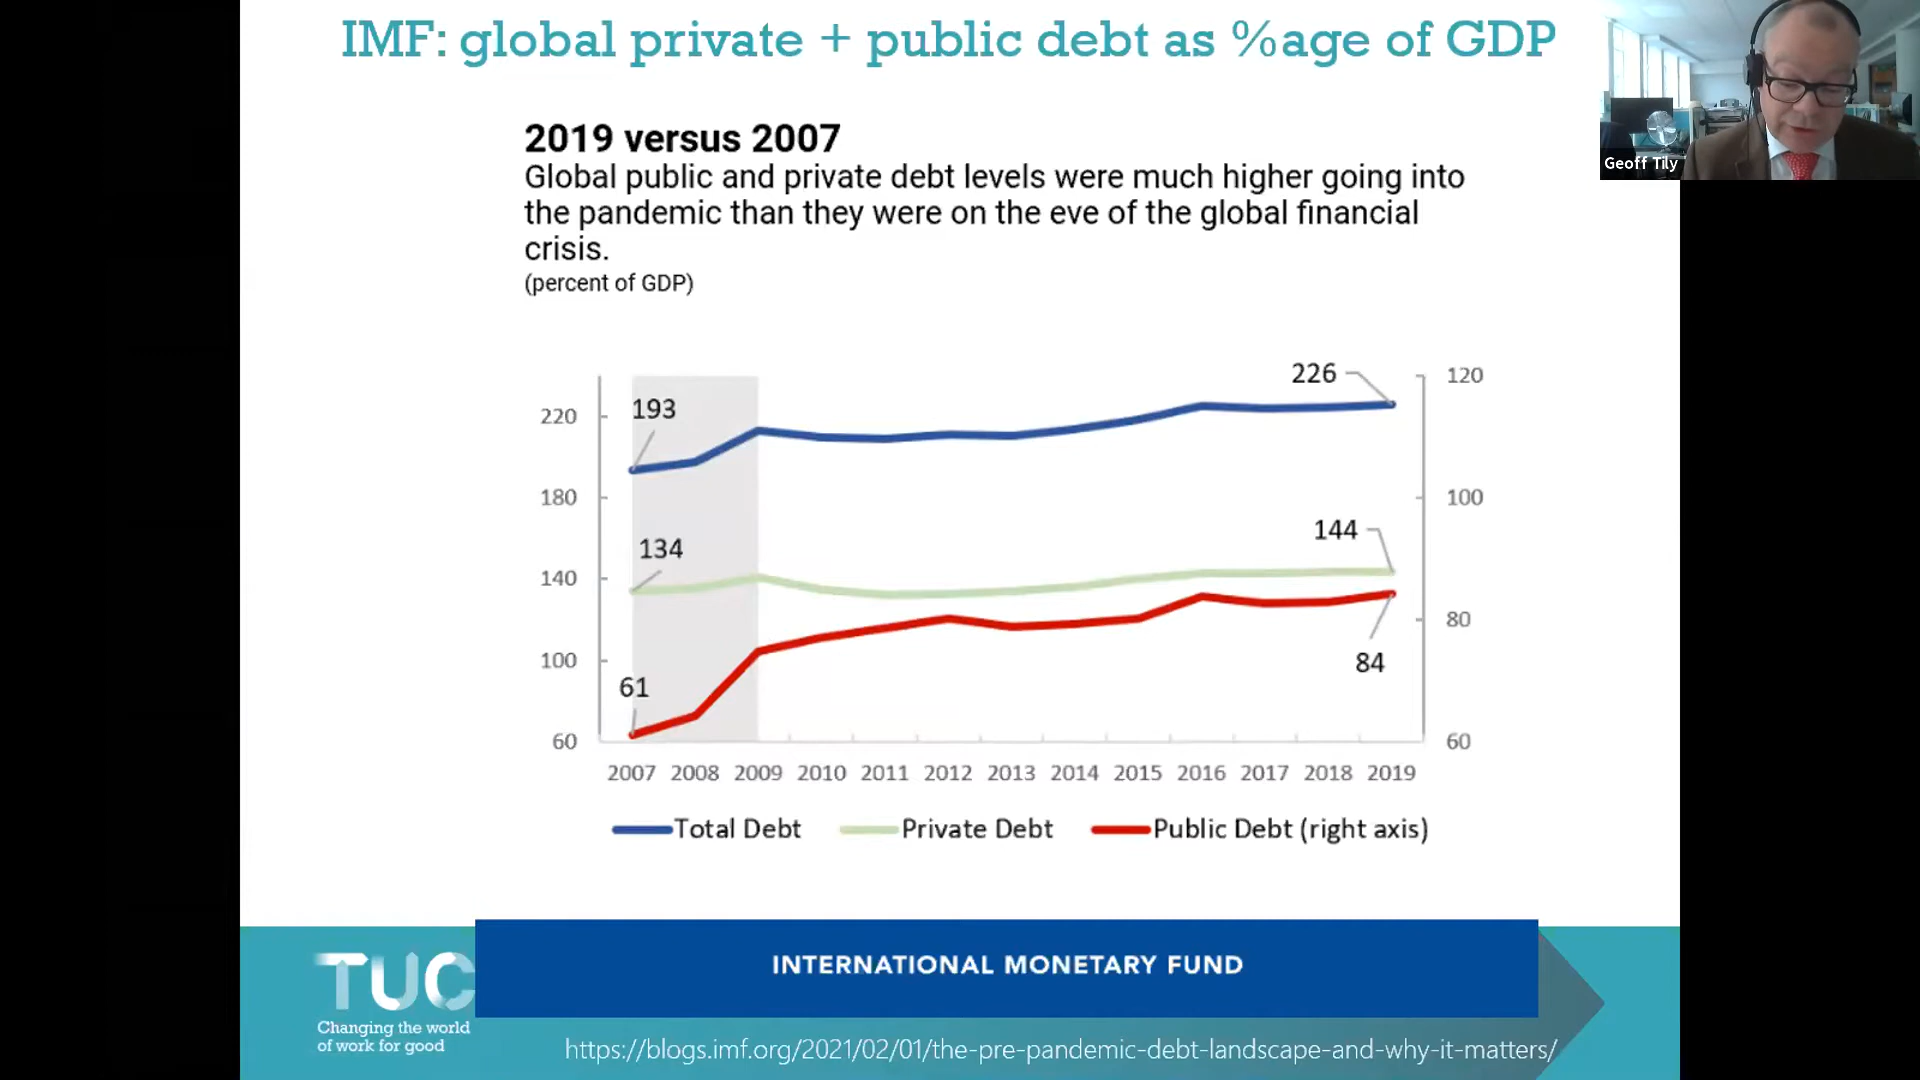 IMF: global private + public debt as %age of GDP
Geoff Tily
2019 versus 2007
Global public and private debt levels were much higher going into
the pandemic than they were on the eve of the global financial
crisis.
(percent of GDP)
226
193
144
134
84
61
220
180
140
100
60
120
100
80
60
2007 2008 2009 2010 2011 2012 2013 2014 2015 2016 2017 2018 2019
Total Debt Private Debt Public Debt (right axis)
INTERNATIONAL MONETARY FUND
TUC
Changing the world
of work for good
https://blogs.imf.org/2021/02/01/the-pre-pandemic-debt-landscape-and-why-it-matters/